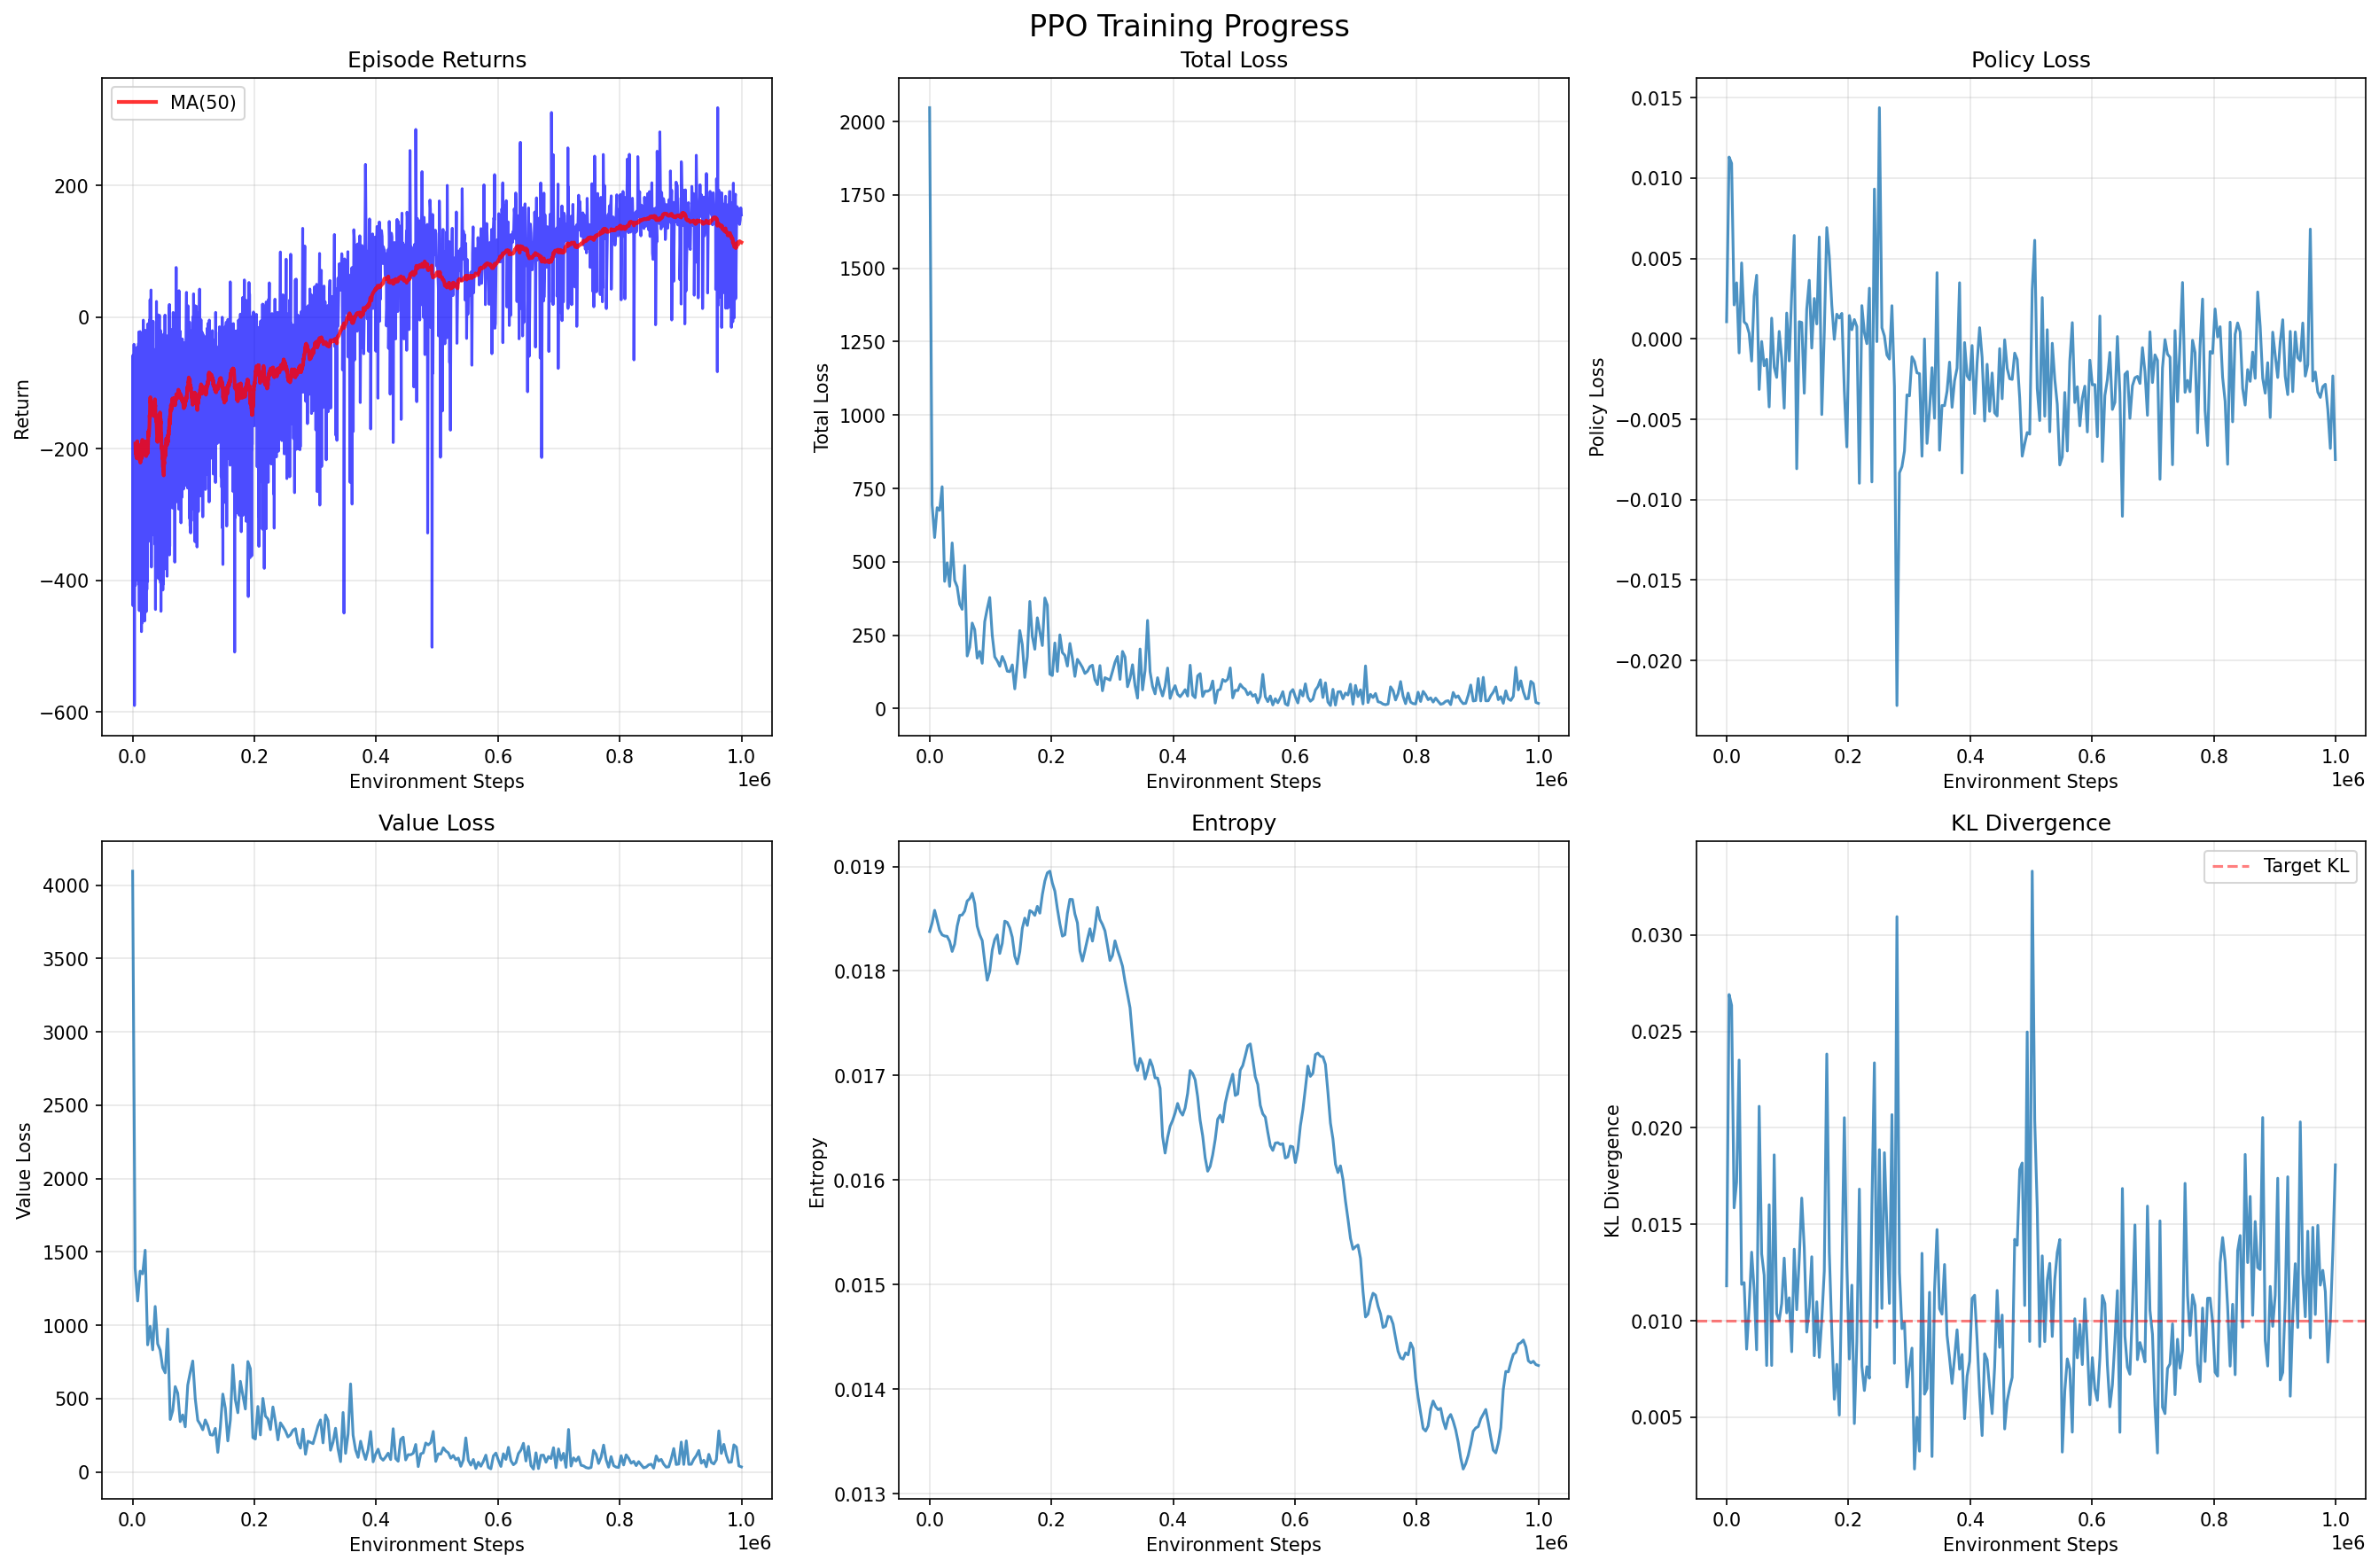 PPO Training Progress
Episode Returns
MA(50)
Return
200
0
−200
−400
−600
0.0 0.2 0.4 0.6 0.8 1.0
1e6
Environment Steps
Total Loss
Total Loss
2000
1750
1500
1250
1000
750
500
250
0
0.0 0.2 0.4 0.6 0.8 1.0
1e6
Environment Steps
Policy Loss
Policy Loss
0.015
0.010
0.005
0.000
−0.005
−0.010
−0.015
−0.020
0.0 0.2 0.4 0.6 0.8 1.0
1e6
Environment Steps
Value Loss
Value Loss
4000
3500
3000
2500
2000
1500
1000
500
0
0.0 0.2 0.4 0.6 0.8 1.0
1e6
Environment Steps
Entropy
Entropy
0.019
0.018
0.017
0.016
0.015
0.014
0.013
0.0 0.2 0.4 0.6 0.8 1.0
1e6
Environment Steps
KL Divergence
Target KL
KL Divergence
0.030
0.025
0.020
0.015
0.010
0.005
0.0 0.2 0.4 0.6 0.8 1.0
1e6
Environment Steps